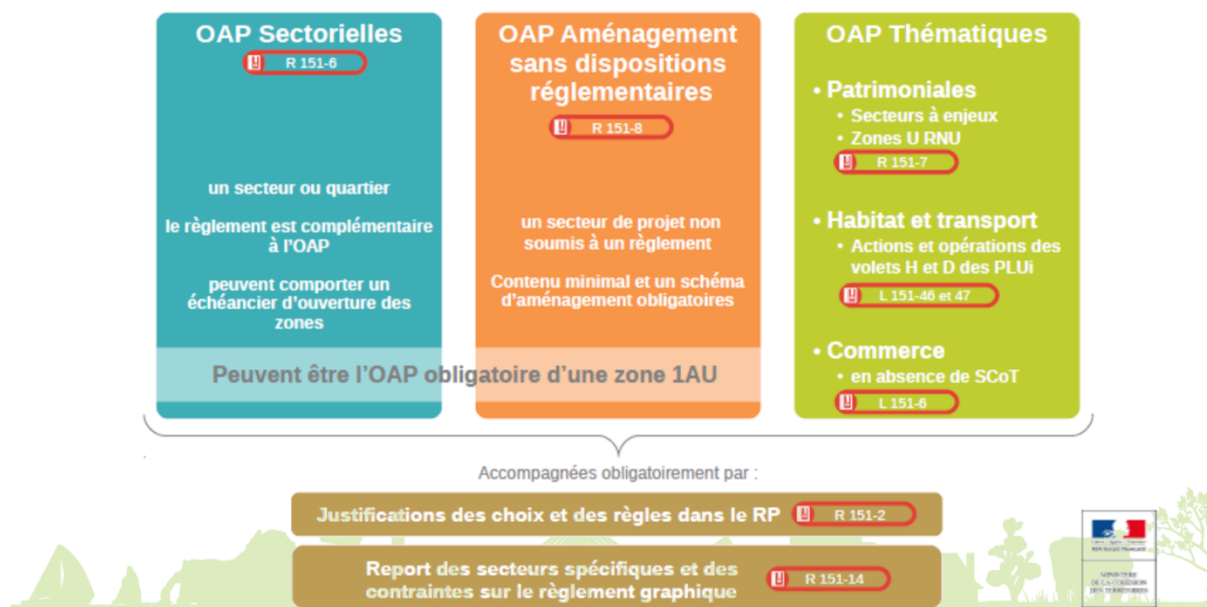 OAP Sectorielles
R 151-6
un secteur ou quartier
le règlement est complémentaire
à l'OAP
peuvent comporter un
échéancier d'ouverture des
zones
OAP Aménagement
sans dispositions
réglementaires
R 151-8
un secteur de projet non
soumis à un règlement
Contenu minimal et un schéma
d'aménagement obligatoires
Peuvent être l'OAP obligatoire d'une zone 1AU
OAP Thématiques
• Patrimoniales
• Secteurs à enjeux
• Zones U RNU
R 151-7
• Habitat et transport
• Actions et opérations des
volets H et D des PLUi
L 151-46 et 47
• Commerce
• en absence de SCoT
L 151-6
Accompagnées obligatoirement par :
Justifications des choix et des règles dans le RP R 151-2
Report des secteurs spécifiques et des
contraintes sur le règlement graphique
R 151-14
RÉPUBLIQUE FRANÇAISE
MINISTÈRE
DE LA COHÉSION
DES TERRITOIRES